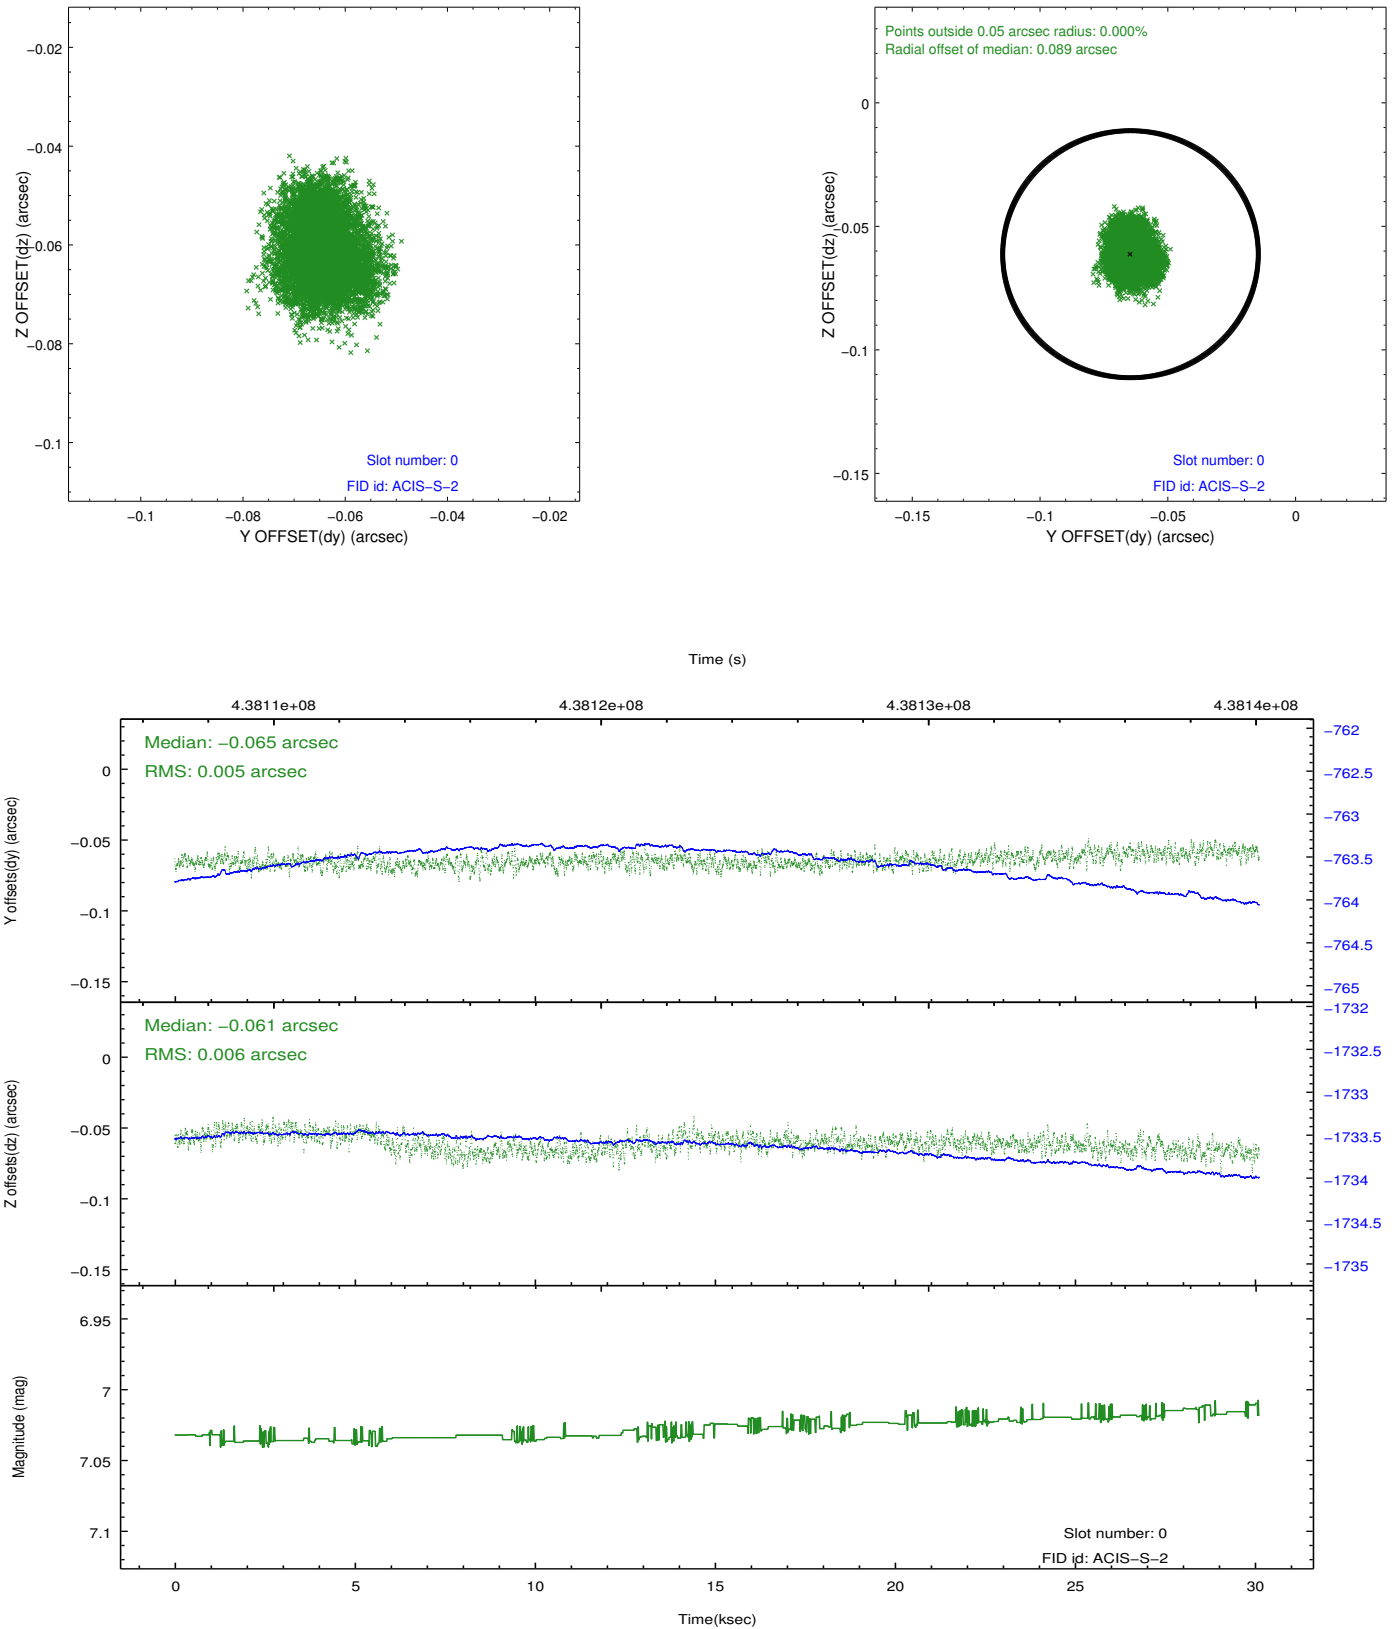 −0.02
−0.04
−0.06
−0.08
−0.1
Z OFFSET(dz) (arcsec)
Slot number: 0
FID id: ACIS−S−2
−0.1
−0.08
−0.06
−0.04
−0.02
Y OFFSET(dy) (arcsec)
Points outside 0.05 arcsec radius: 0.000%
Radial offset of median: 0.089 arcsec
0
−0.05
−0.1
−0.15
Z OFFSET(dz) (arcsec)
Slot number: 0
FID id: ACIS−S−2
−0.15
−0.1
−0.05
0
Y OFFSET(dy) (arcsec)
Time (s)
4.3811e+08
4.3812e+08
4.3813e+08
4.3814e+08
Median: −0.065 arcsec
RMS: 0.005 arcsec
0
−0.05
−0.1
−0.15
Y offsets(dy) (arcsec)
−762
−762.5
−763
−763.5
−764
−764.5
−765
Median: −0.061 arcsec
RMS: 0.006 arcsec
0
−0.05
−0.1
−0.15
Z offsets(dz) (arcsec)
−1732
−1732.5
−1733
−1733.5
−1734
−1734.5
−1735
6.95
7
7.05
7.1
Magnitude (mag)
Slot number: 0
FID id: ACIS−S−2
0
5
10
15
20
25
30
Time(ksec)